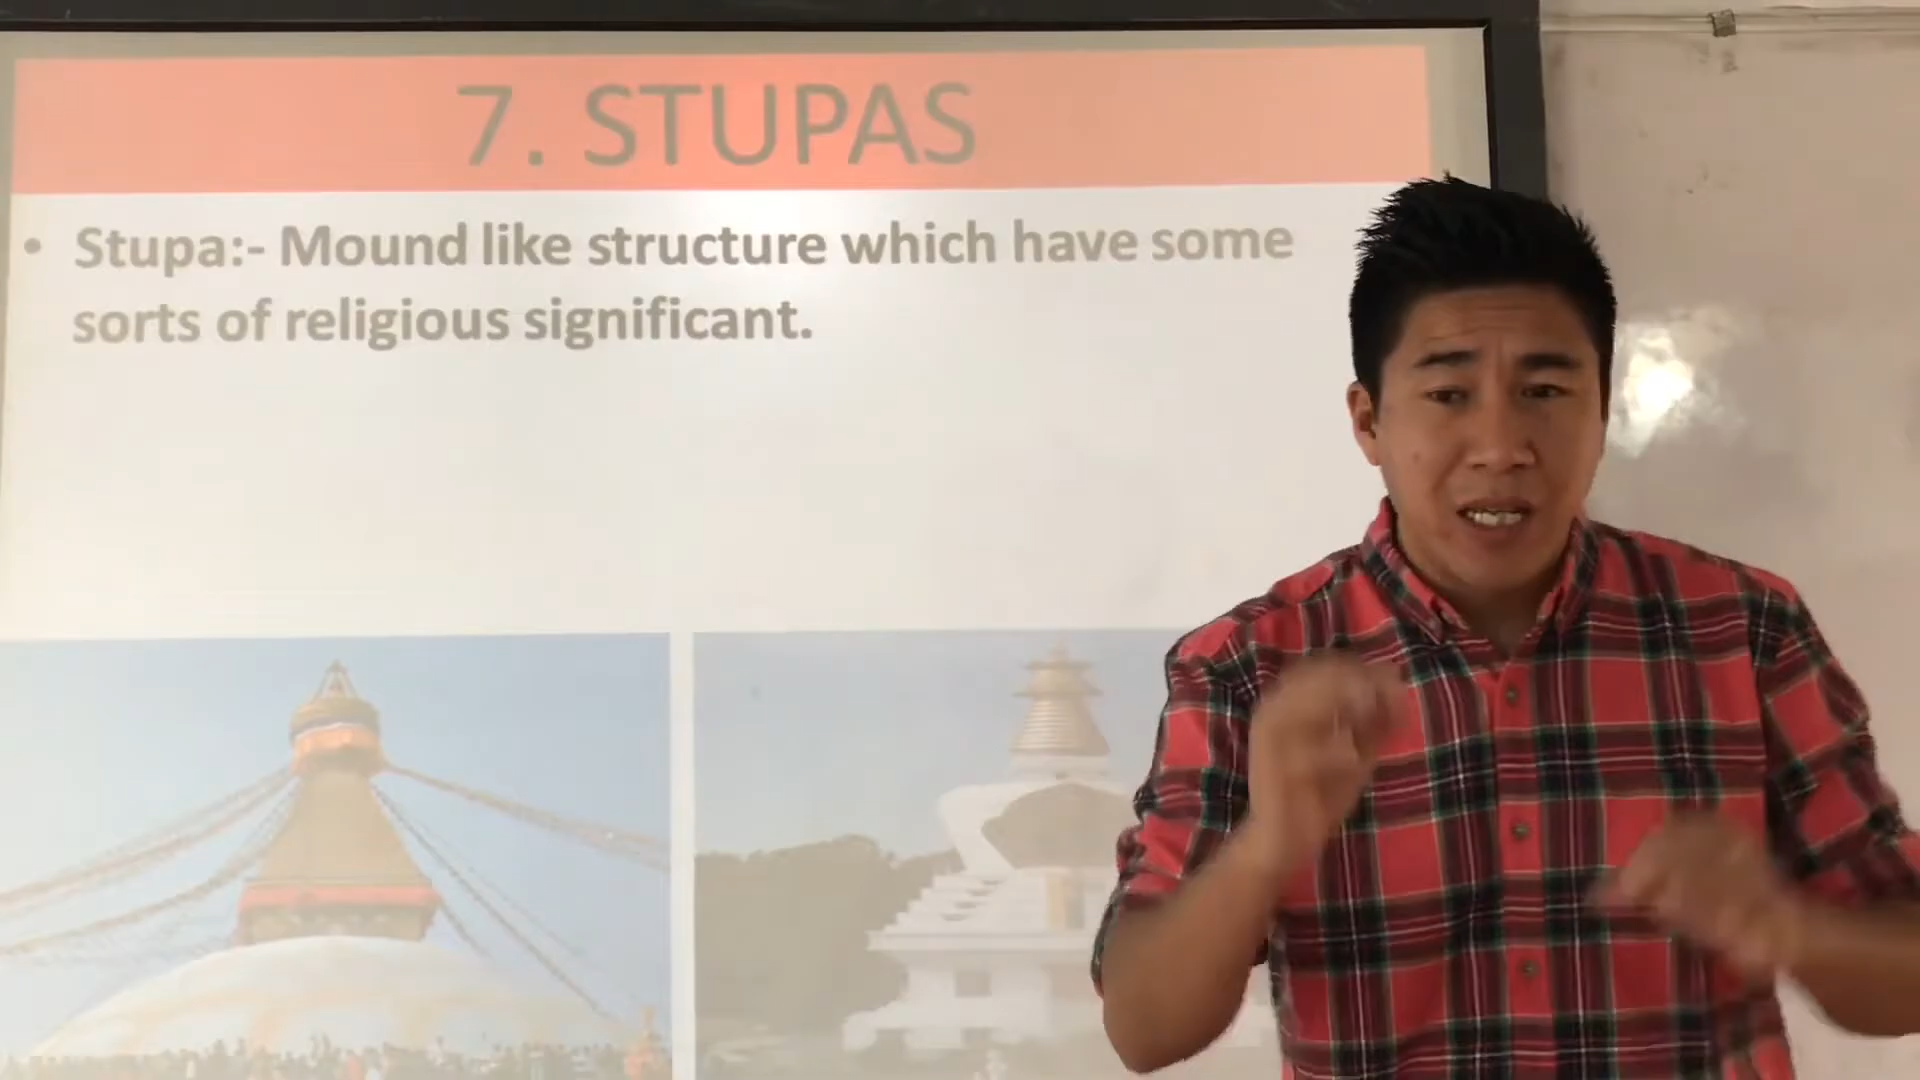 7. STUPAS
• Stupa:- Mound like structure which have some
sorts of religious significant.